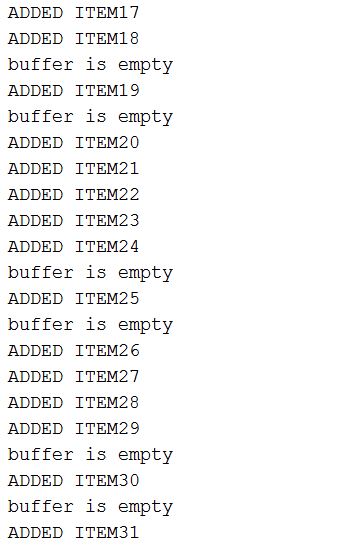 ADDED ITEM17
ADDED ITEM18
buffer is empty
ADDED ITEM19
buffer is empty
ADDED ITEM20
ADDED ITEM21
ADDED ITEM22
ADDED ITEM23
ADDED ITEM24
buffer is empty
ADDED ITEM25
buffer is empty
ADDED ITEM26
ADDED ITEM27
ADDED ITEM28
ADDED ITEM29
buffer is empty
ADDED ITEM30
buffer is empty
ADDED ITEM31